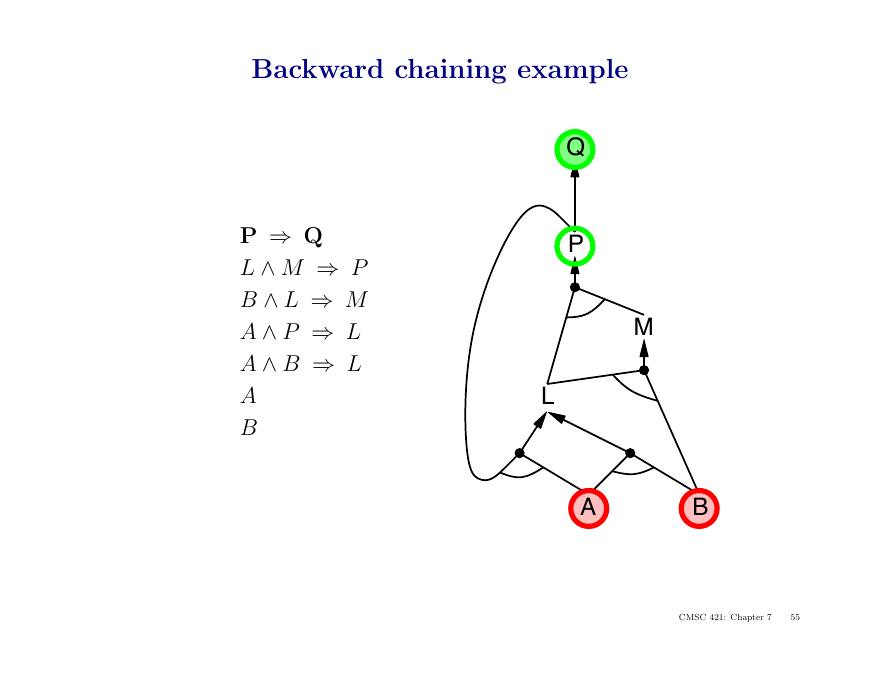 Backward chaining example
P ⇒ Q
L ∧ M ⇒ P
B ∧ L ⇒ M
A ∧ P ⇒ L
A ∧ B ⇒ L
A
B
Q
P
M
L
A
B
CMSC 421: Chapter 7 55